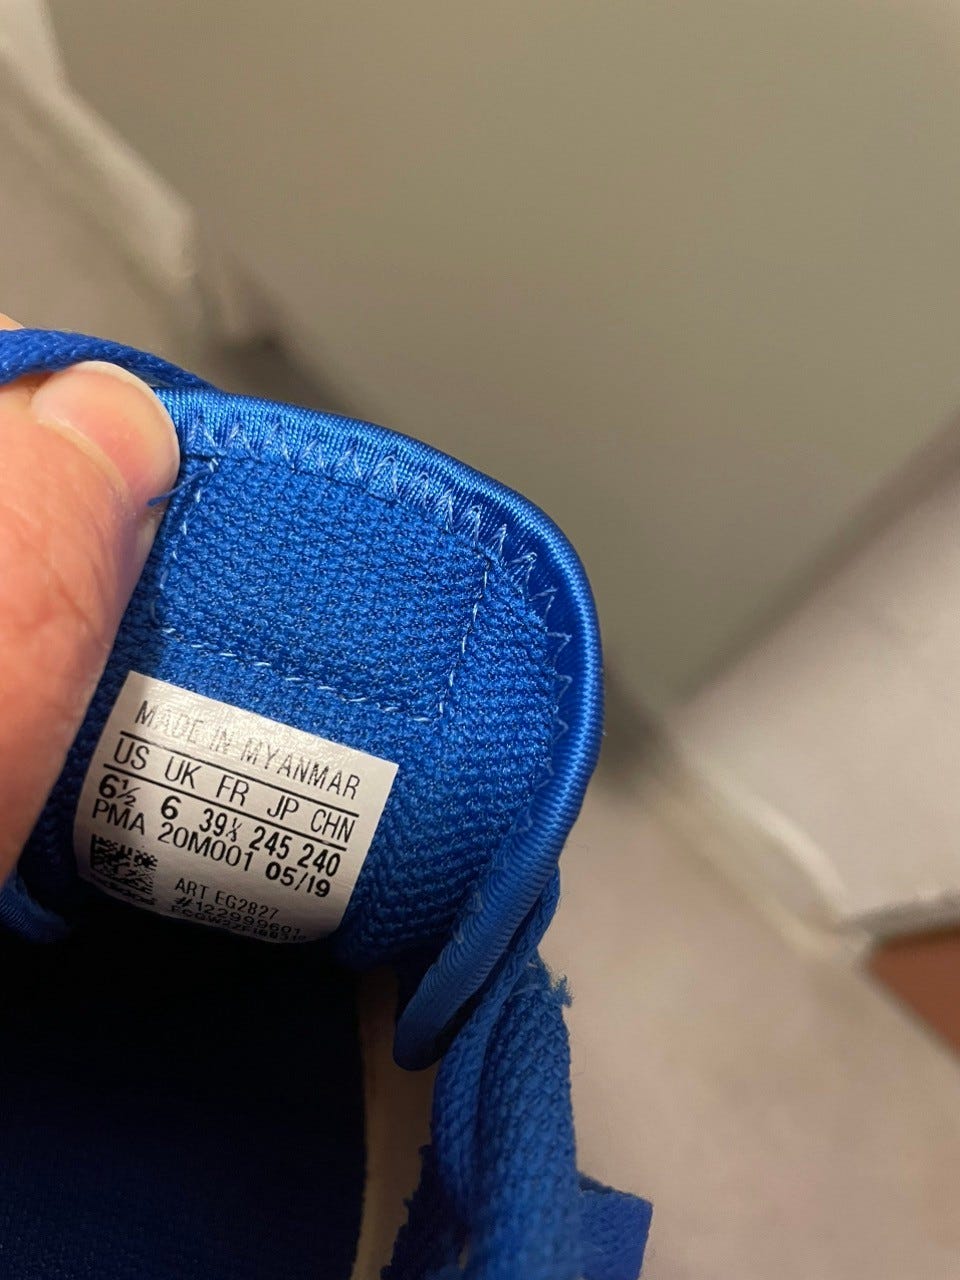 MADE IN MYANMAR
US UK FR JP CHN
6½ 6 39⅓ 245 240
PMA 20M001 05/19
ART EG2827
#122999601